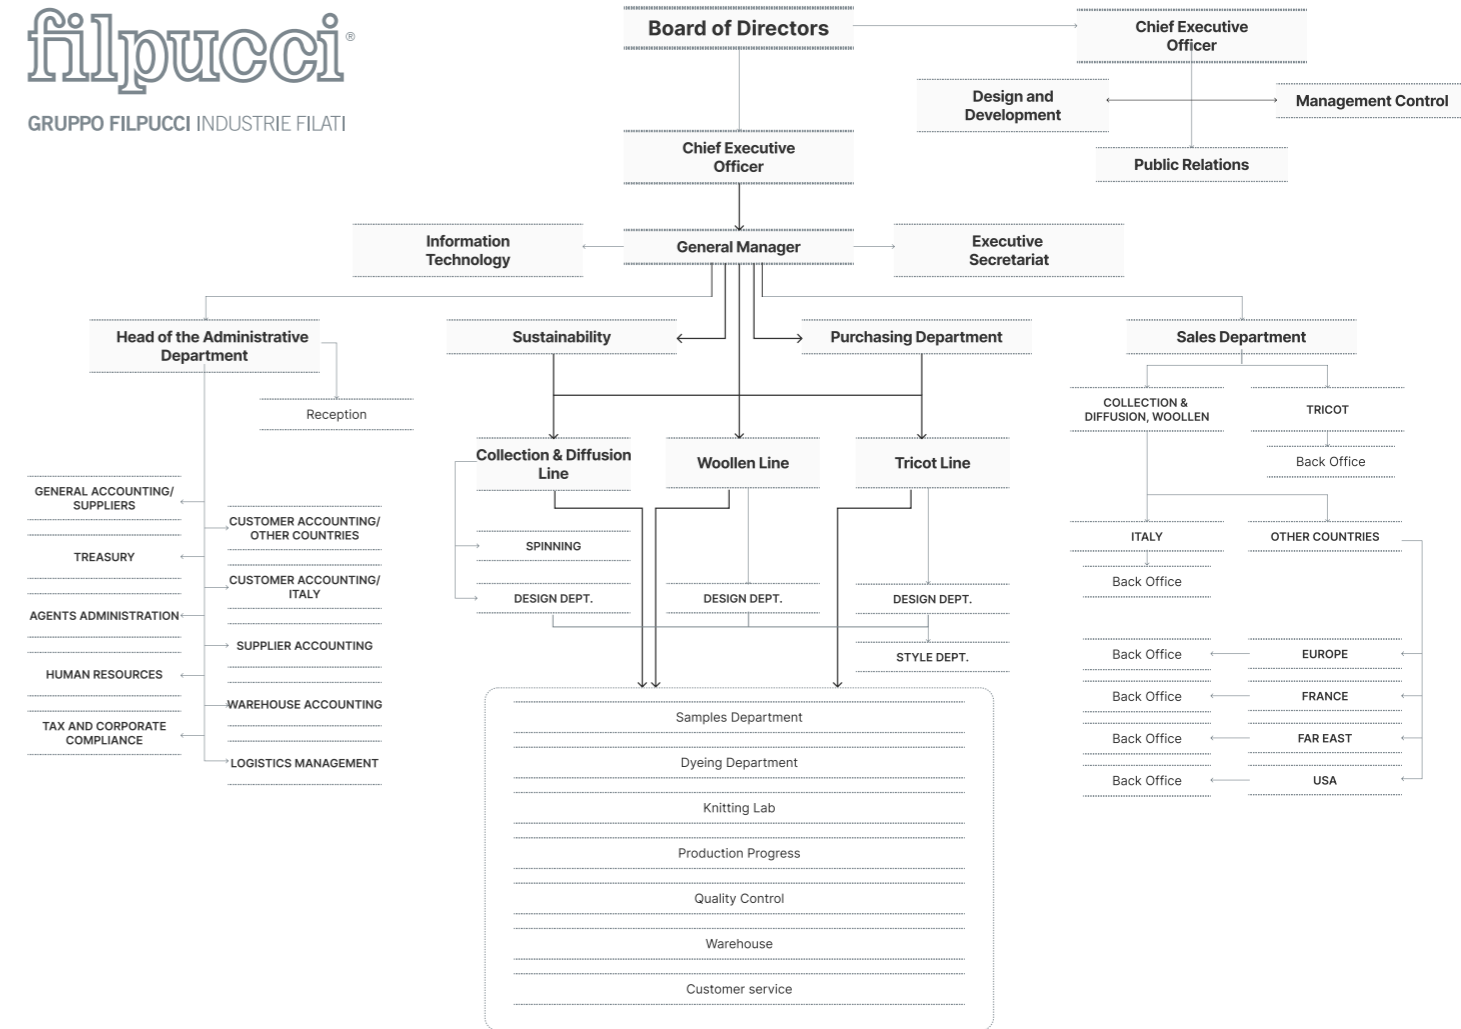 filpucci®
GRUPPO FILPUCCI INDUSTRIE FILATI
Board of Directors
Chief Executive
Officer
Design and
Development
Management Control
Public Relations
Chief Executive
Officer
Information
Technology
General Manager
Executive
Secretariat
Head of the Administrative
Department
Sustainability
Purchasing Department
Sales Department
Reception
GENERAL ACCOUNTING/
SUPPLIERS
TREASURY
AGENTS ADMINISTRATION
HUMAN RESOURCES
TAX AND CORPORATE
COMPLIANCE
CUSTOMER ACCOUNTING/
OTHER COUNTRIES
CUSTOMER ACCOUNTING/
ITALY
SUPPLIER ACCOUNTING
WAREHOUSE ACCOUNTING
LOGISTICS MANAGEMENT
Collection & Diffusion
Line
Woollen Line
Tricot Line
SPINNING
DESIGN DEPT.
DESIGN DEPT.
DESIGN DEPT.
STYLE DEPT.
Samples Department
Dyeing Department
Knitting Lab
Production Progress
Quality Control
Warehouse
Customer service
COLLECTION &
DIFFUSION, WOOLLEN
TRICOT
Back Office
ITALY
OTHER COUNTRIES
Back Office
Back Office
EUROPE
Back Office
FRANCE
Back Office
FAR EAST
Back Office
USA